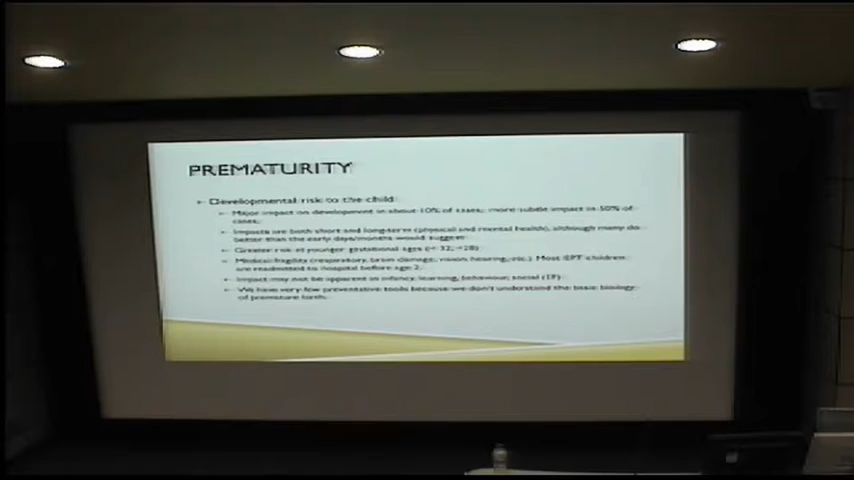 PREMATURITY
Developmental risk to the child
Major impact on development in about 10% of cases; more subtle impact in 50% of
cases.
Impacts are both short and long-term (physical and mental health), although many do
better than the early days/months would suggest.
Greater risk at younger gestational ages (< 32; <28)
Medical fragility (respiratory, brain damage, vision, hearing, etc.) Most EPT children
are readmitted to hospital before age 2.
Impact may not be apparent in infancy: learning, behaviour, social
We have very few preventative tools because we don't understand the basic biology
of premature birth.